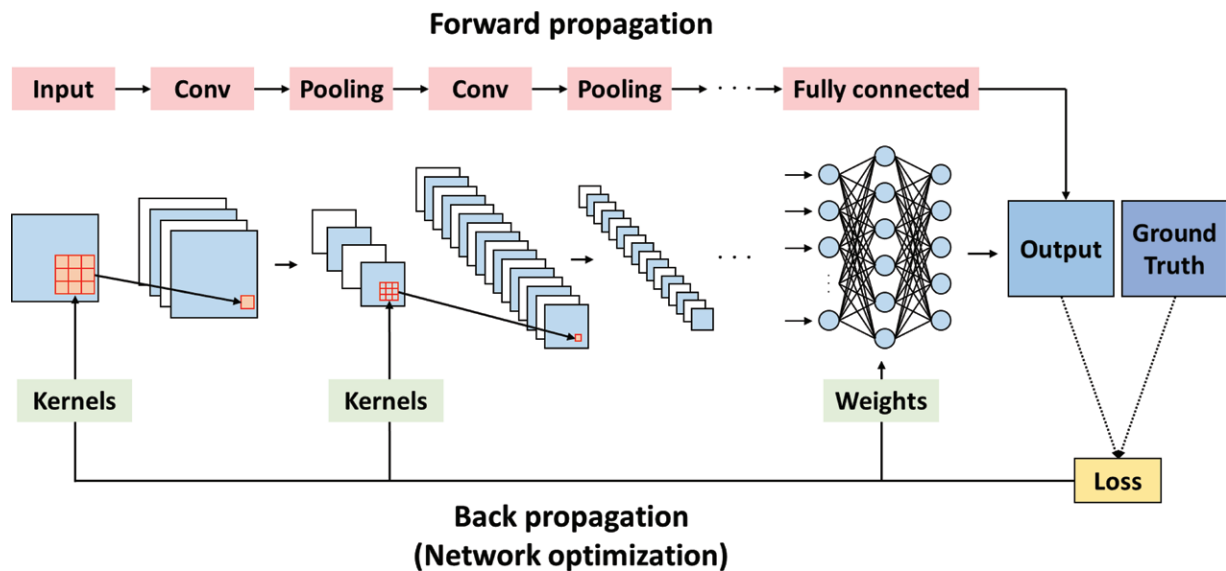 Forward propagation
Input
Conv
Pooling
Conv
Pooling
. . . .
Fully connected
. . .
Output
Ground
Truth
Kernels
Kernels
Weights
Loss
Back propagation
(Network optimization)